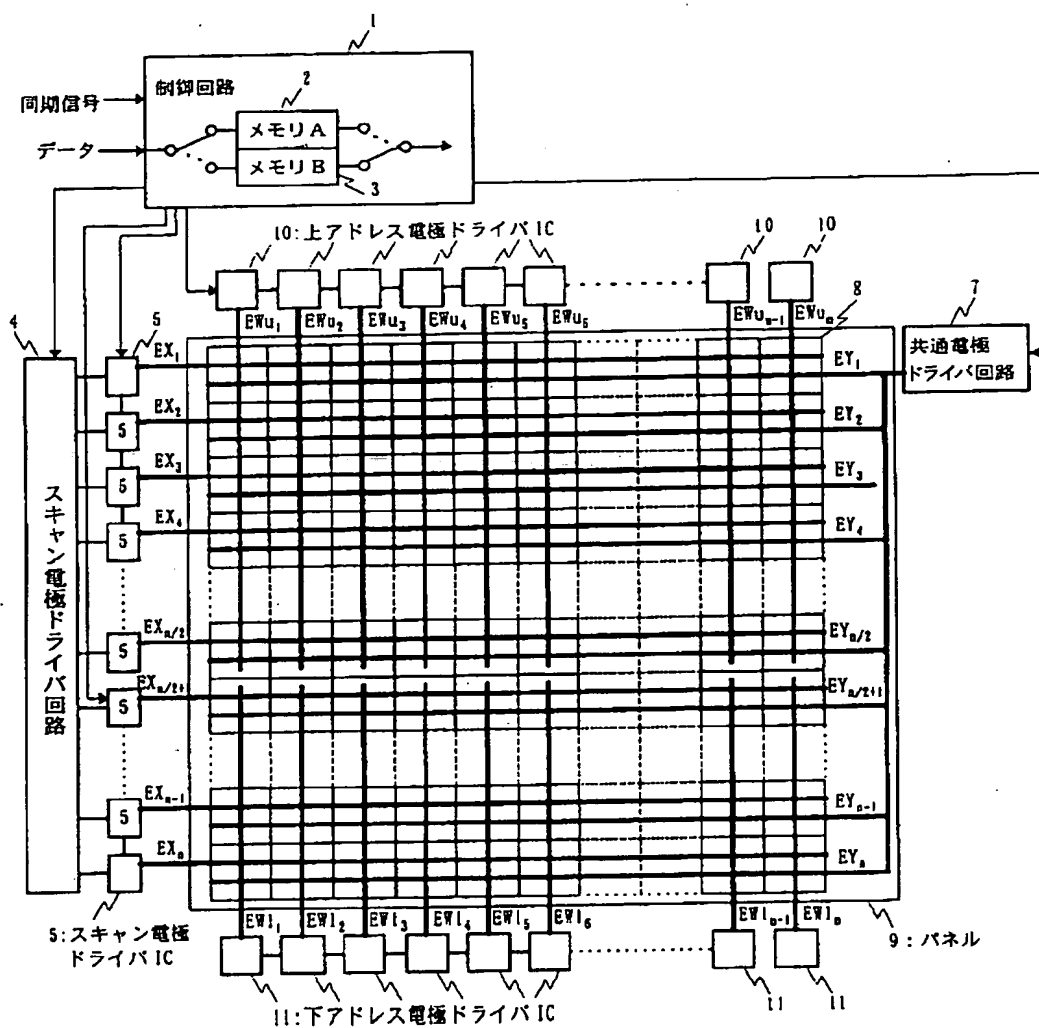 1
制御回路
2
同期信号
メモリA
データ
メモリB
3
10:上アドレス電極ドライバIC
10
10
EWu1
EWu2
EWu3
EWu4
EWu5
EWu6
EWun-1
EWun
8
7
共通電極
ドライバ回路
4
スキャン電極ドライバ回路
5
EX1
EY1
5
EX2
EY2
5
EX3
EY3
5
EX4
EY4
5
EXn/2
EYn/2
5
EXn/2+1
EYn/2+1
5
EXn-1
EYn-1
EXn
EYn
5:スキャン電極
ドライバIC
EWl1
EWl2
EWl3
EWl4
EWl5
EWl6
EWln-1
EWln
9:パネル
11:下アドレス電極ドライバIC
11
11